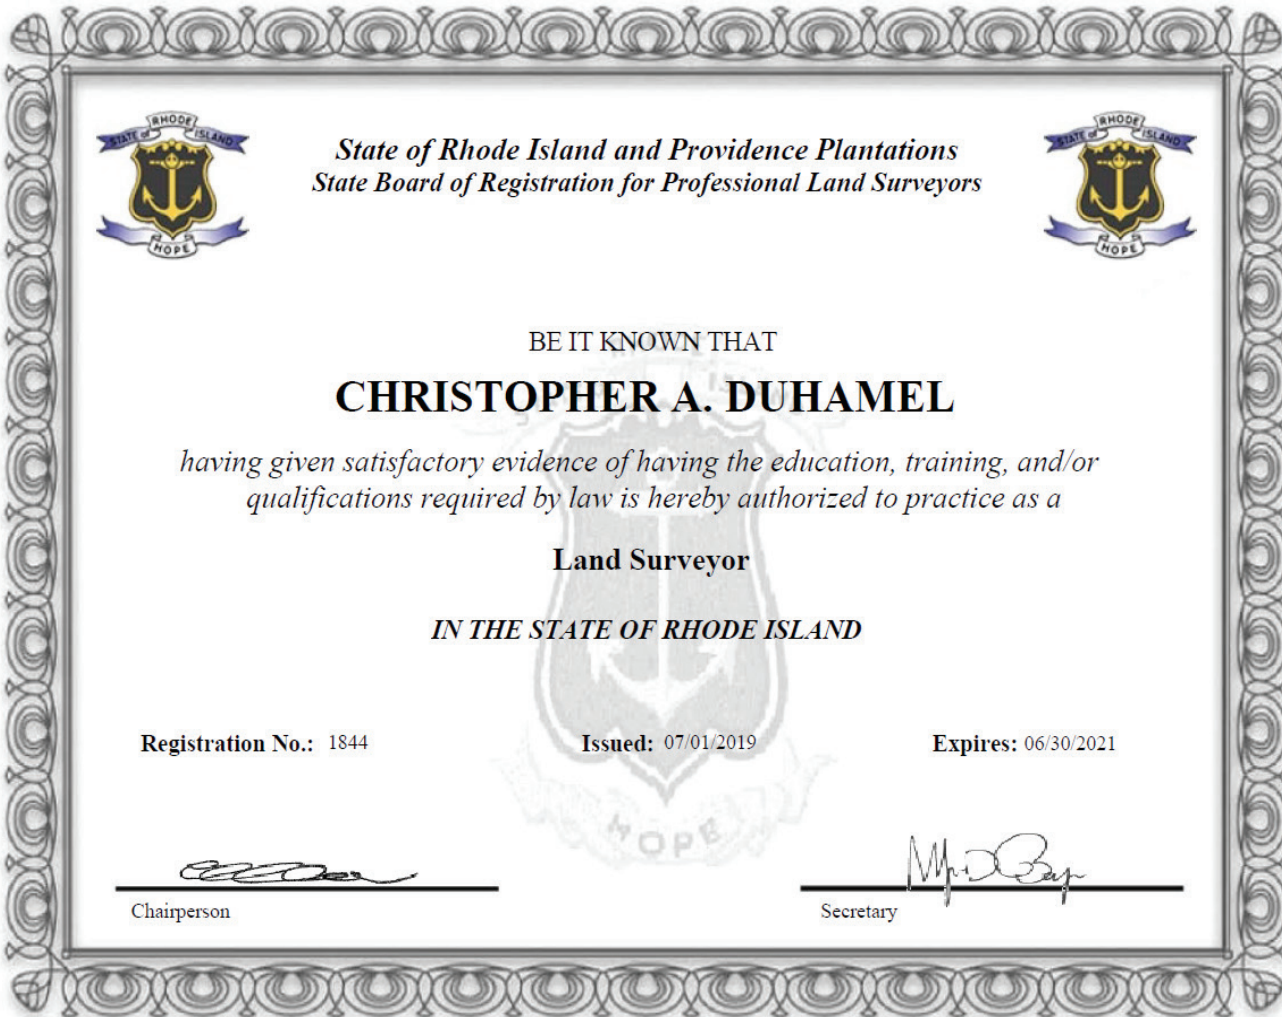 RHODE
STATE of ISLAND
HOPE
State of Rhode Island and Providence Plantations
State Board of Registration for Professional Land Surveyors
RHODE
STATE of ISLAND
HOPE
BE IT KNOWN THAT
CHRISTOPHER A. DUHAMEL
having given satisfactory evidence of having the education, training, and/or
qualifications required by law is hereby authorized to practice as a
Land Surveyor
IN THE STATE OF RHODE ISLAND
Registration No.: 1844 Issued: 07/01/2019 Expires: 06/30/2021
HOPE
Chairperson Secretary